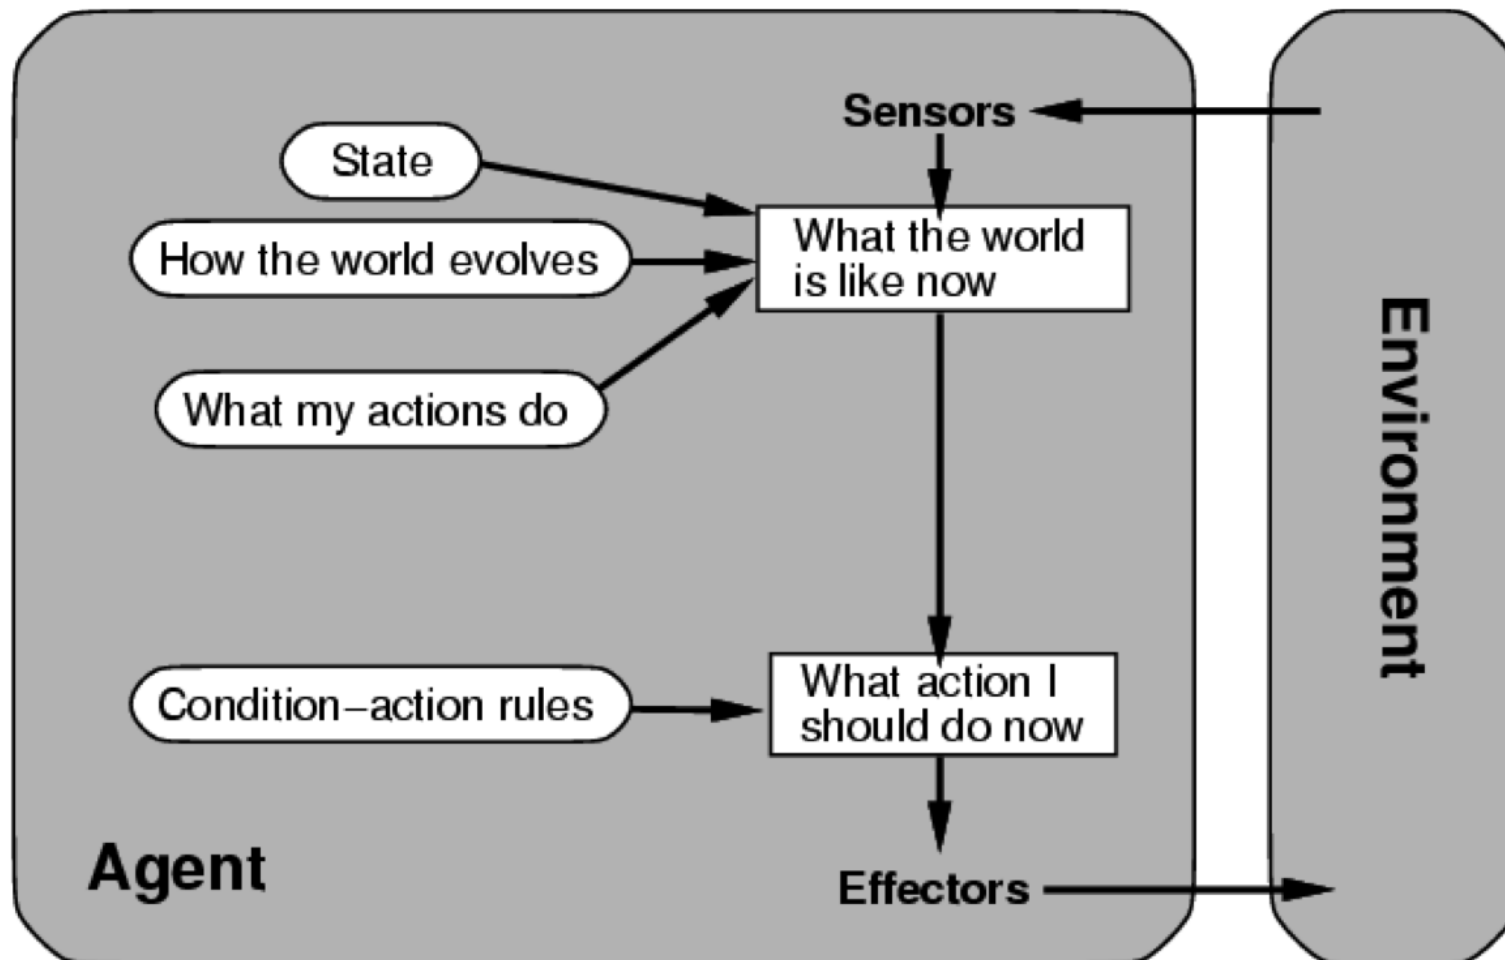 Sensors
State
What the world
is like now
How the world evolves
What my actions do
Environment
Condition–action rules
What action I
should do now
Agent
Effectors